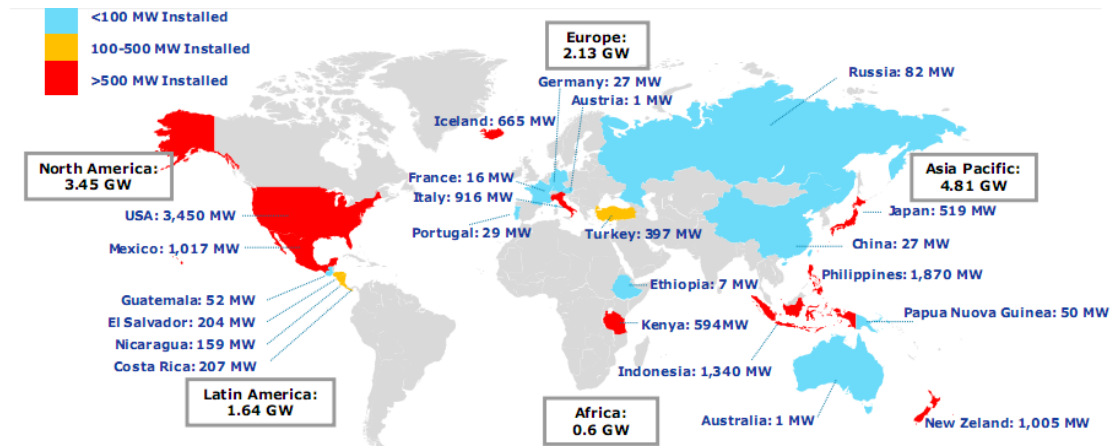 <100 MW Installed
100-500 MW Installed
>500 MW Installed
Europe:
2.13 GW
Germany: 27 MW
Austria: 1 MW
Russia: 82 MW
Iceland: 665 MW
North America:
3.45 GW
Asia Pacific:
4.81 GW
France: 16 MW
Italy: 916 MW
Portugal: 29 MW
Turkey: 397 MW
USA: 3,450 MW
Mexico: 1,017 MW
Japan: 519 MW
China: 27 MW
Philippines: 1,870 MW
Guatemala: 52 MW
El Salvador: 204 MW
Nicaragua: 159 MW
Costa Rica: 207 MW
Ethiopia: 7 MW
Kenya: 594MW
Papua Nuova Guinea: 50 MW
Indonesia: 1,340 MW
Latin America:
1.64 GW
Africa:
0.6 GW
Australia: 1 MW
New Zeland: 1,005 MW